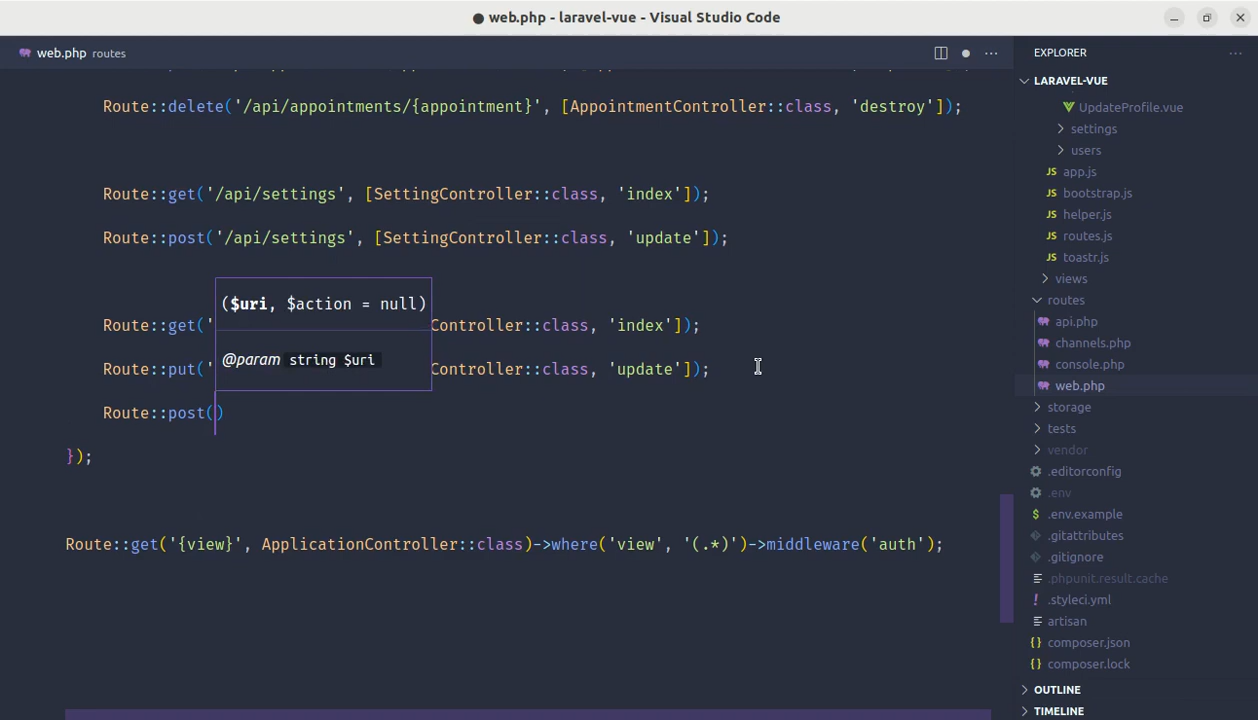 web.php - laravel-vue - Visual Studio Code
web.php routes
Route::delete('/api/appointments/{appointment}', [AppointmentController::class, 'destroy']);
Route::get('/api/settings', [SettingController::class, 'index']);
Route::post('/api/settings', [SettingController::class, 'update']);
($uri, $action = null)
@param string $uri
Route::get(' Controller::class, 'index']);
Route::put(' Controller::class, 'update']);
Route::post()
});
Route::get('{view}', ApplicationController::class)->where('view', '(.*)')->middleware('auth');
EXPLORER
LARAVEL-VUE
UpdateProfile.vue
settings
users
JS app.js
JS bootstrap.js
JS helper.js
JS routes.js
JS toastr.js
views
routes
api.php
channels.php
console.php
web.php
storage
tests
vendor
.editorconfig
.env
$ .env.example
.gitattributes
.gitignore
.phpunit.result.cache
! .styleci.yml
artisan
{} composer.json
{} composer.lock
OUTLINE
TIMELINE